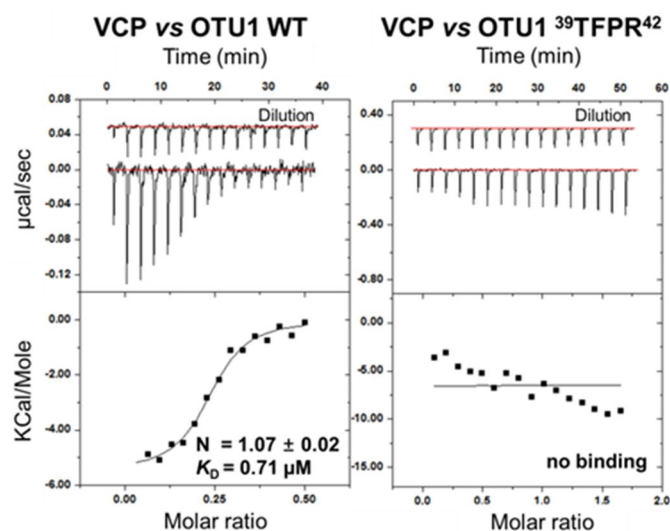 VCP vs OTU1 WT
Time (min)
0 10 20 30 40
Dilution
0.08
0.04
0.00
-0.04
-0.08
-0.12
µcal/sec
0.00
-2.00
-4.00
-6.00
KCal/Mole
N = 1.07 ± 0.02
KD = 0.71 µM
0.00 0.25 0.50
Molar ratio
VCP vs OTU1 ³⁹TFPR⁴²
Time (min)
0 10 20 30 40 50 60
Dilution
0.40
0.00
-0.40
-0.80
0.00
-5.00
-10.00
-15.00
no binding
0.0 0.5 1.0 1.5 2.0
Molar ratio